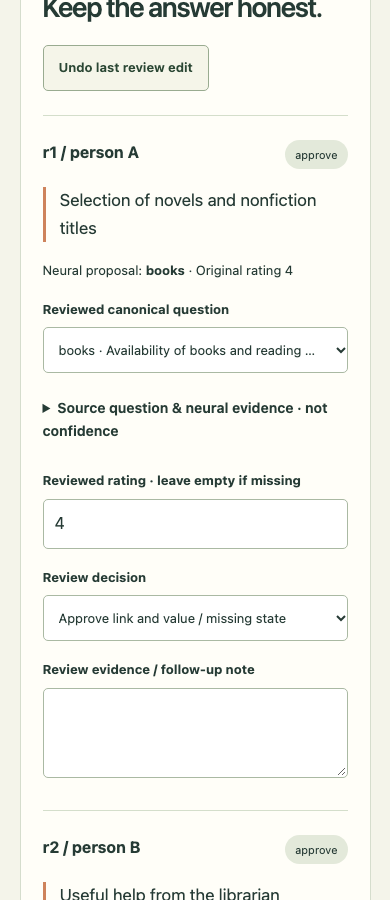 Keep the answer honest.
Undo last review edit
r1 / person A
approve
Selection of novels and nonfiction
titles
Neural proposal: books · Original rating 4
Reviewed canonical question
books · Availability of books and reading ...
▶ Source question & neural evidence · not
confidence
Reviewed rating · leave empty if missing
4
Review decision
Approve link and value / missing state
Review evidence / follow-up note
r2 / person B
approve
Useful help from the librarian